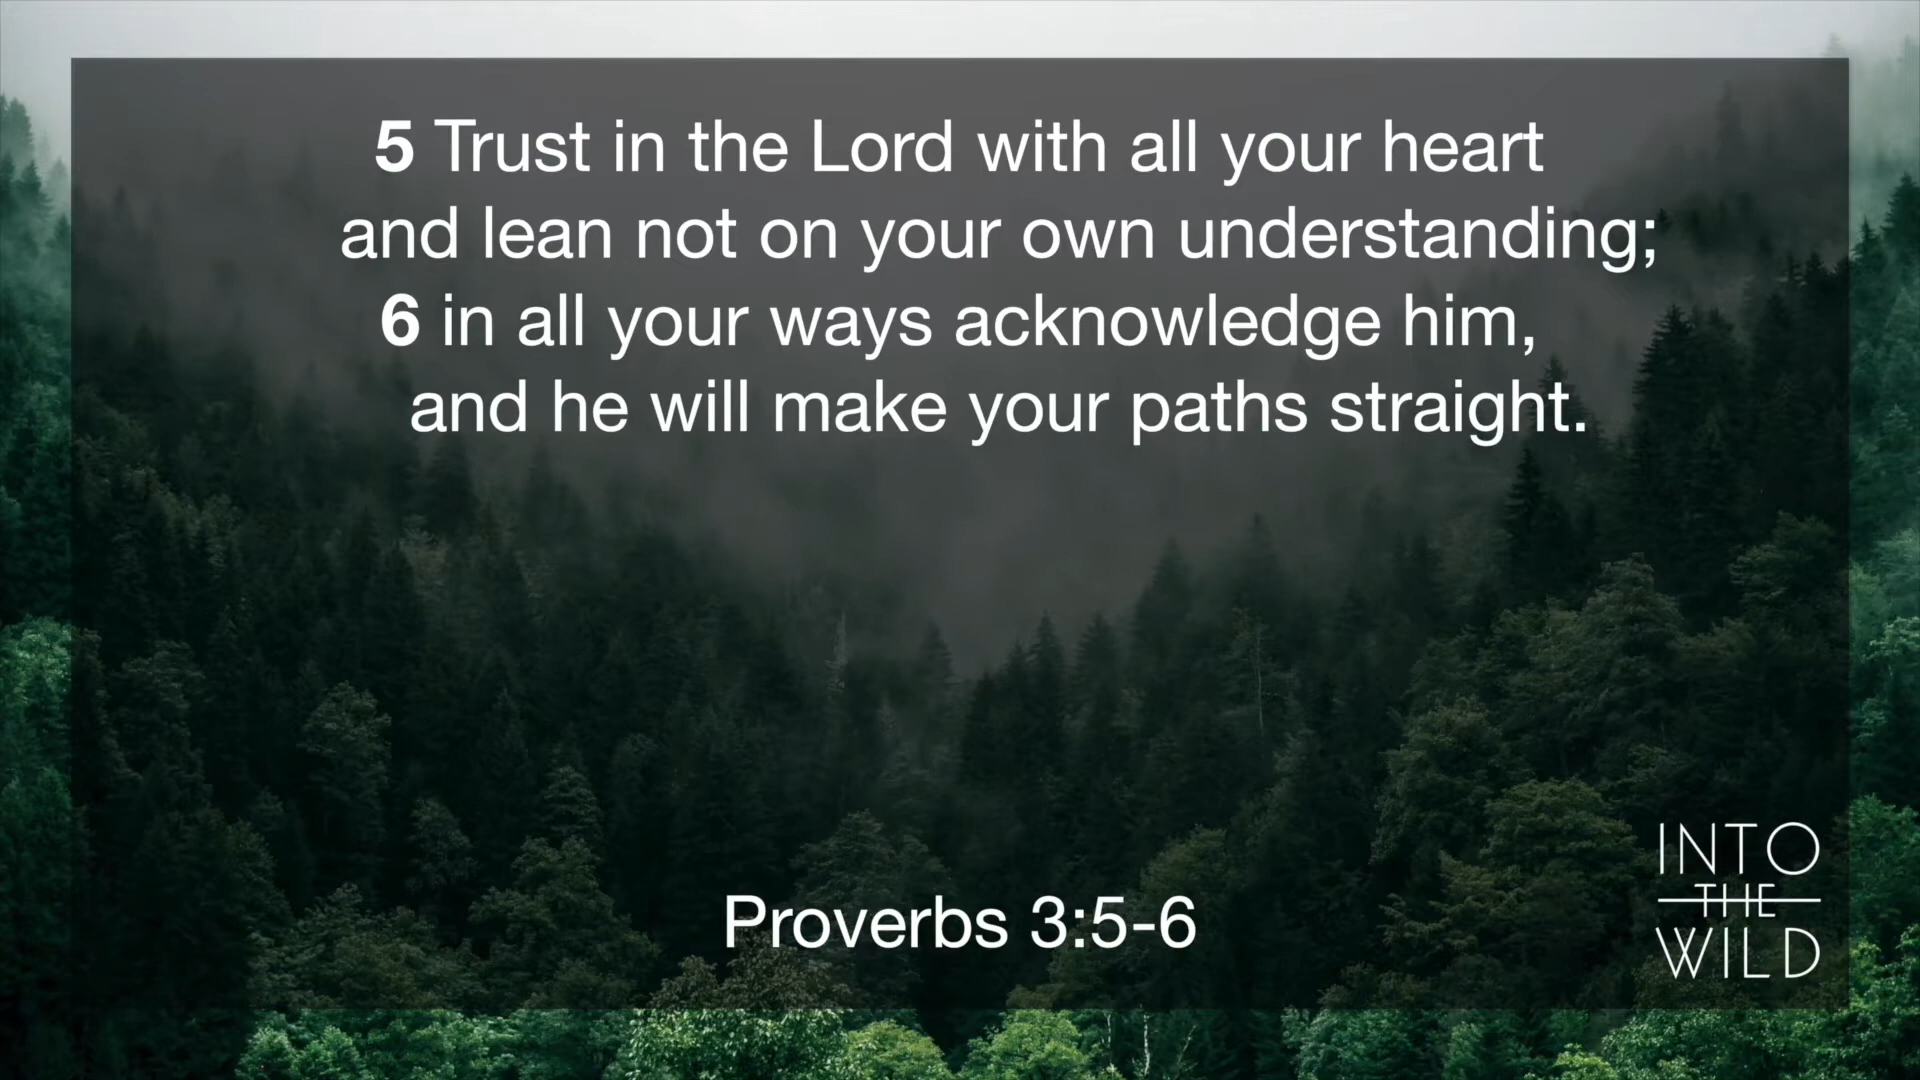 5 Trust in the Lord with all your heart
and lean not on your own understanding;
6 in all your ways acknowledge him,
and he will make your paths straight.
Proverbs 3:5-6
INTO
THE
WILD